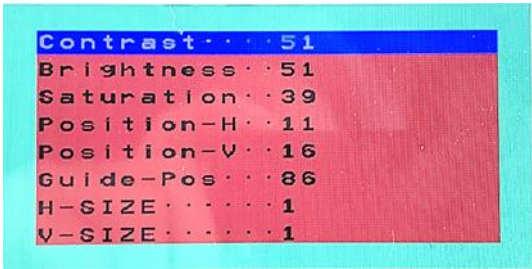 Contrast····51
Brightness··51
Saturation··39
Position-H··11
Position-V··16
Guide-Pos···86
H-SIZE······1
V-SIZE······1